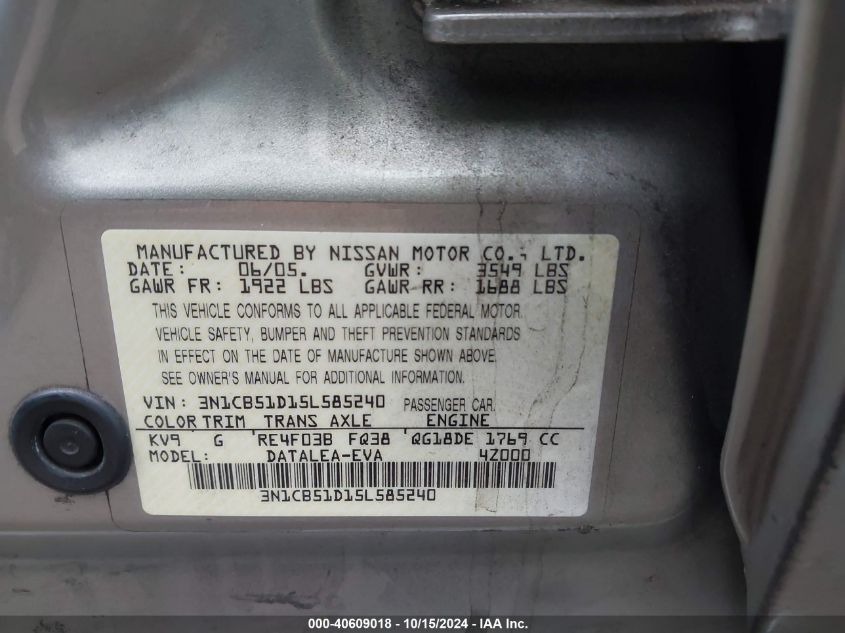 MANUFACTURED BY NISSAN MOTOR CO., LTD.
DATE: 06/05. GVWR: 3549 LBS
GAWR FR: 1922 LBS GAWR RR: 1688 LBS
THIS VEHICLE CONFORMS TO ALL APPLICABLE FEDERAL MOTOR
VEHICLE SAFETY, BUMPER AND THEFT PREVENTION STANDARDS
IN EFFECT ON THE DATE OF MANUFACTURE SHOWN ABOVE.
SEE OWNER'S MANUAL FOR ADDITIONAL INFORMATION.
VIN: 3N1CB51D15L585240 PASSENGER CAR.
COLOR TRIM TRANS AXLE ENGINE
KV9 G RE4F03B FQ38 QG18DE 1769 CC
MODEL: DATALEA-EVA 4Z000
3N1CB51D15L585240
000-40609018 - 10/15/2024 - IAA Inc.